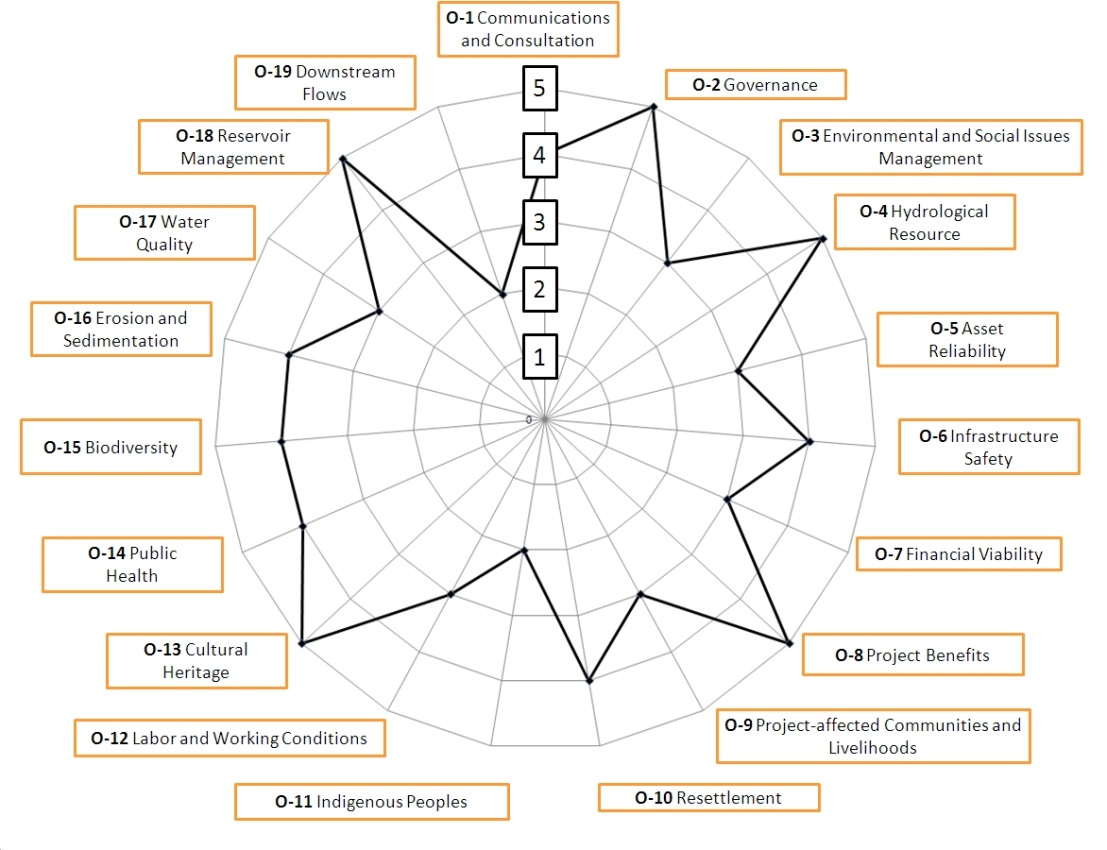 O-1 Communications
and Consultation
O-19 Downstream
Flows
5
O-2 Governance
O-18 Reservoir
Management
4
O-3 Environmental and Social Issues
Management
O-17 Water
Quality
3
O-4 Hydrological
Resource
O-16 Erosion and
Sedimentation
2
O-5 Asset
Reliability
1
0
O-15 Biodiversity
O-6 Infrastructure
Safety
O-14 Public
Health
O-7 Financial Viability
O-13 Cultural
Heritage
O-8 Project Benefits
O-12 Labor and Working Conditions
O-9 Project-affected Communities and
Livelihoods
O-11 Indigenous Peoples
O-10 Resettlement